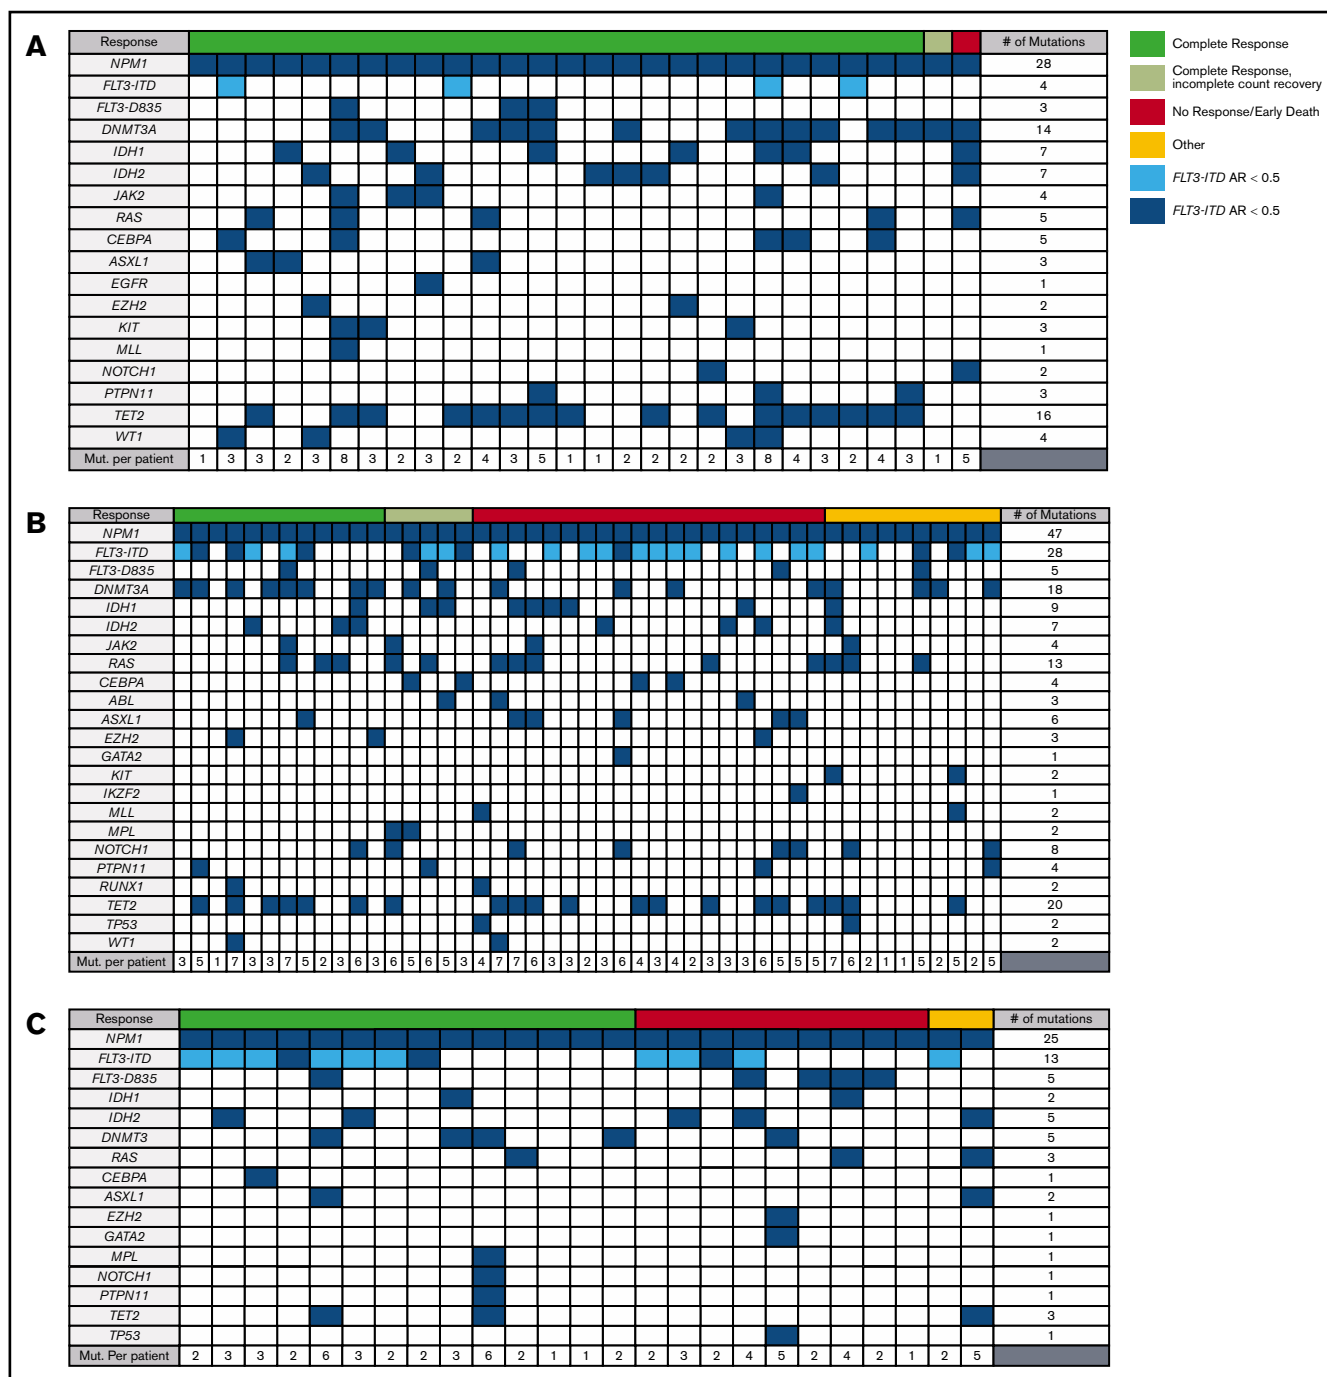 A
Response # of Mutations
NPM1 28
FLT3-ITD 4
FLT3-D835 3
DNMT3A 14
IDH1 7
IDH2 7
JAK2 4
RAS 5
CEBPA 5
ASXL1 3
EGFR 1
EZH2 2
KIT 3
MLL 1
NOTCH1 2
PTPN11 3
TET2 16
WT1 4
Mut. per patient 1 3 3 2 3 8 3 2 3 2 4 3 5 1 1 2 2 2 2 3 8 4 3 2 4 3 1 5
Complete Response
Complete Response,
incomplete count recovery
No Response/Early Death
Other
FLT3-ITD AR < 0.5
FLT3-ITD AR < 0.5
B
Response # of Mutations
NPM1 47
FLT3-ITD 28
FLT3-D835 5
DNMT3A 18
IDH1 9
IDH2 7
JAK2 4
RAS 13
CEBPA 4
ABL 3
ASXL1 6
EZH2 3
GATA2 1
KIT 2
IKZF2 1
MLL 2
MPL 2
NOTCH1 8
PTPN11 4
RUNX1 2
TET2 20
TP53 2
WT1 2
Mut. per patient 3 5 1 7 3 3 7 5 2 3 6 3 6 5 6 5 3 4 7 7 6 3 3 2 3 6 4 3 4 2 3 3 3 6 5 5 5 7 6 2 1 1 5 2 5 2 5
C
Response # of mutations
NPM1 25
FLT3-ITD 13
FLT3-D835 5
IDH1 2
IDH2 5
DNMT3 5
RAS 3
CEBPA 1
ASXL1 2
EZH2 1
GATA2 1
MPL 1
NOTCH1 1
PTPN11 1
TET2 3
TP53 1
Mut. Per patient 2 3 3 2 6 3 2 2 3 6 2 1 1 2 2 3 2 4 5 2 4 2 1 2 5